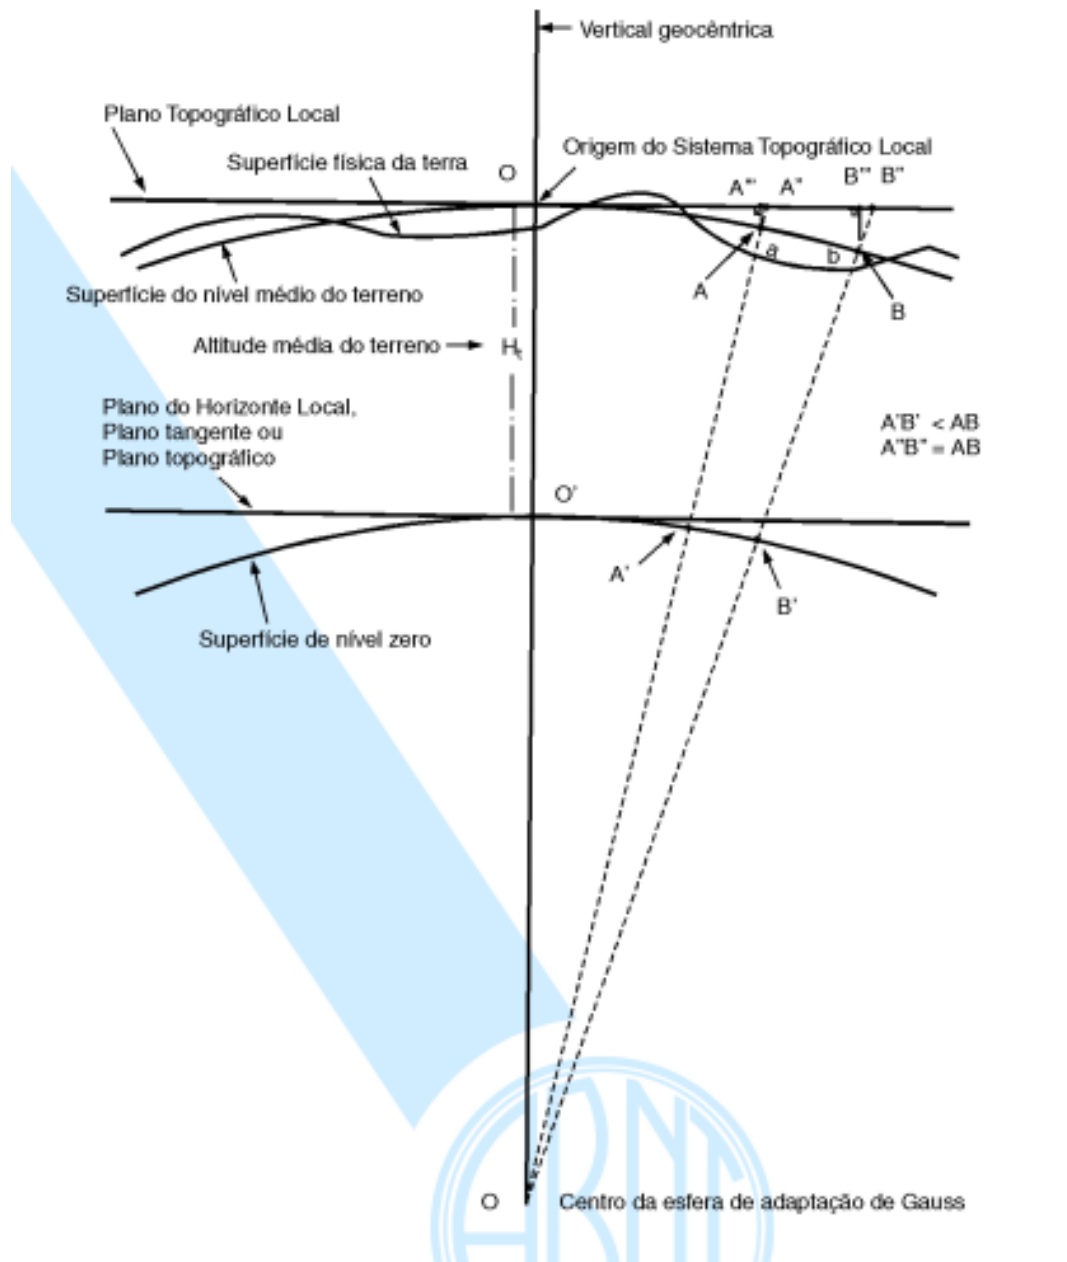 Vertical geocêntrica
Plano Topográfico Local
Origem do Sistema Topográfico Local
Superfície física da terra
O
A''' A'' B''' B''
a b
A
B
Superfície do nível médio do terreno
Altitude média do terreno Ht
Plano do Horizonte Local,
Plano tangente ou
Plano topográfico
A'B' < AB
A''B'' = AB
O'
A'
B'
Superfície de nível zero
O Centro da esfera de adaptação de Gauss
ABNT